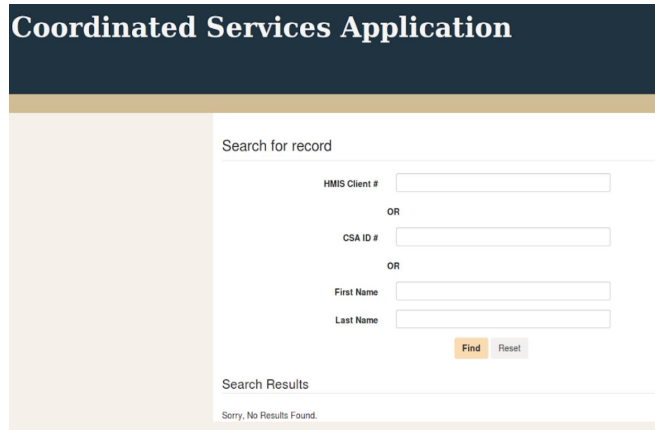 Coordinated Services Application
Search for record
HMIS Client #
OR
CSA ID #
OR
First Name
Last Name
Find Reset
Search Results
Sorry, No Results Found.